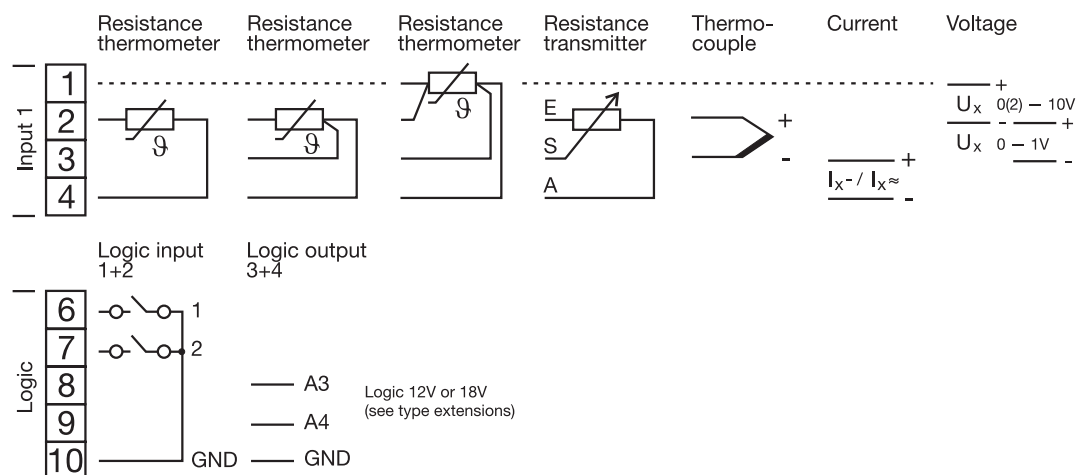 Resistance thermometer
Resistance thermometer
Resistance thermometer
Resistance transmitter
Thermo-couple
Current
Voltage
Input 1
1
2
3
4
ϑ
ϑ
ϑ
E
S
A
+
-
+
Ix- / Ix≈
-
+
Ux 0(2) – 10V
- +
Ux 0 – 1V
-
Logic input
1+2
Logic output
3+4
Logic
6
7
8
9
10
1
2
GND
A3
A4
GND
Logic 12V or 18V
(see type extensions)